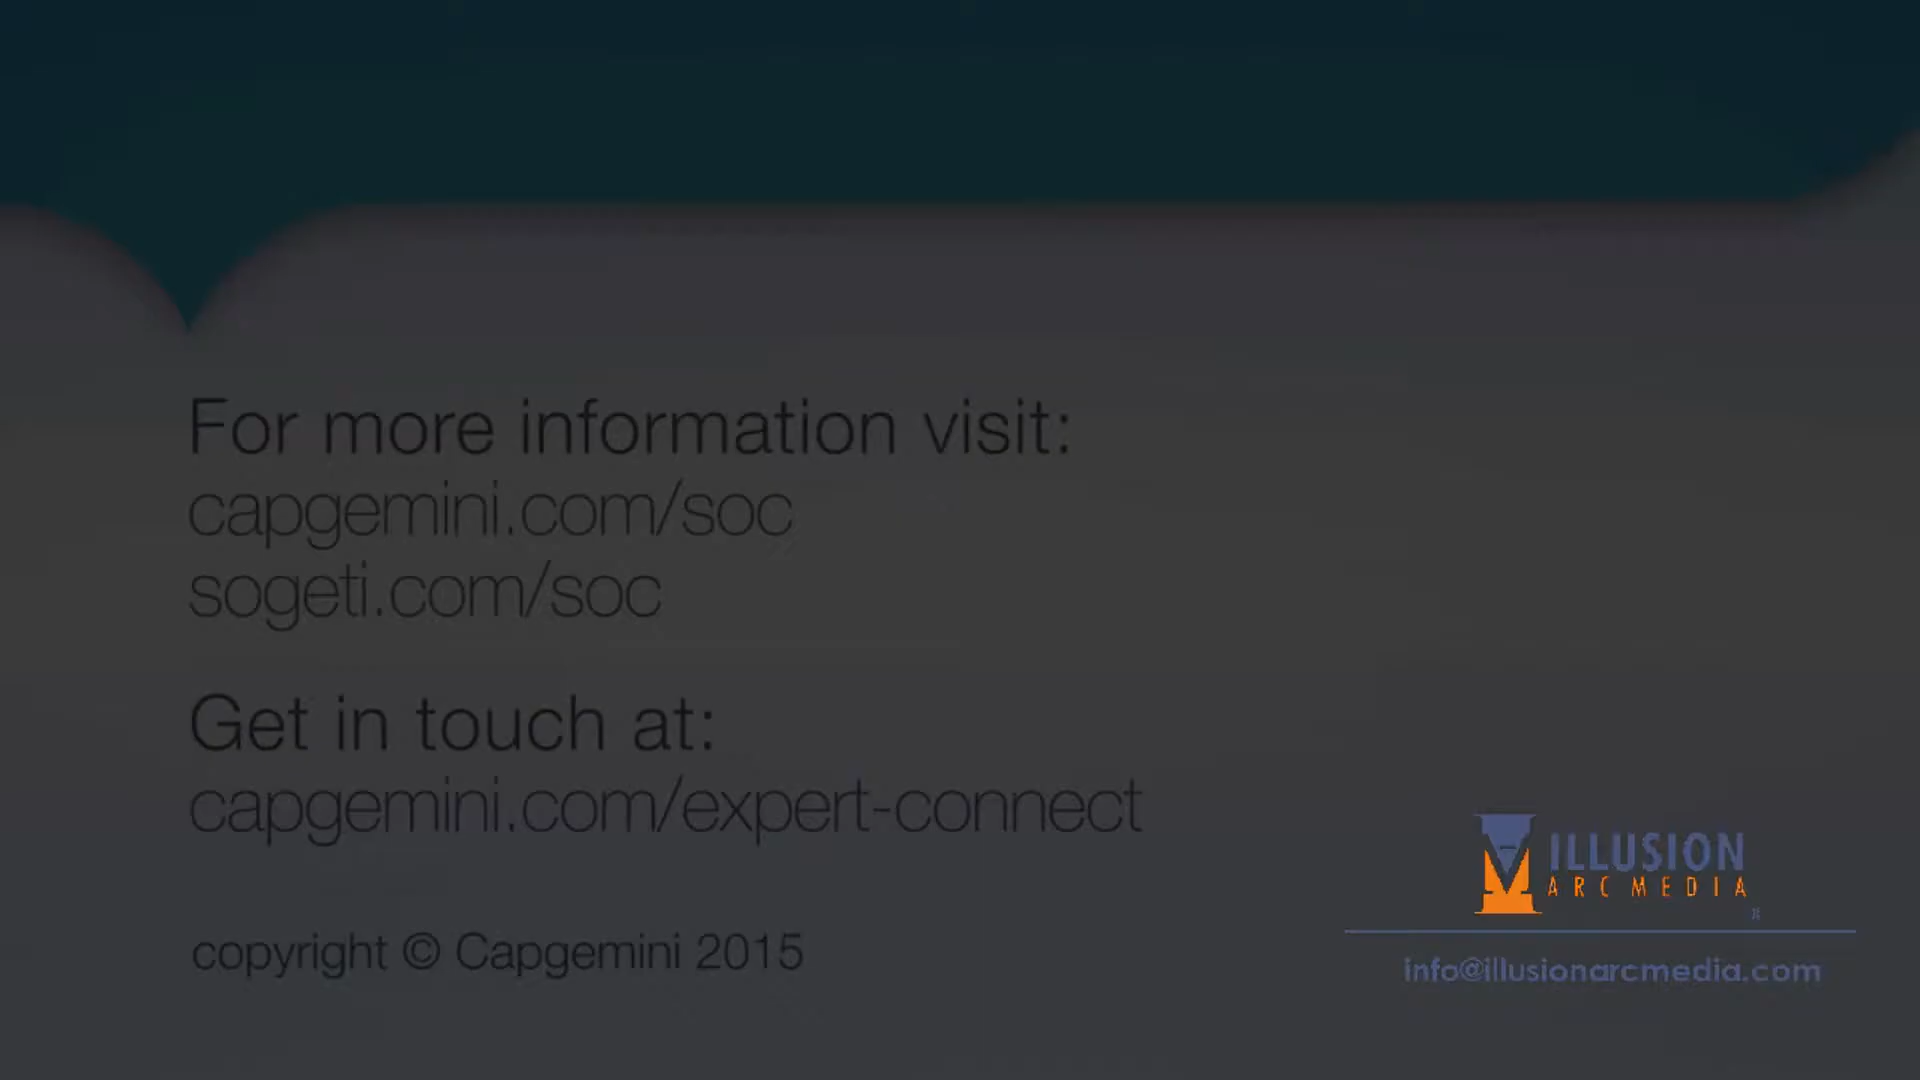 For more information visit:
capgemini.com/soc
sogeti.com/soc
Get in touch at:
capgemini.com/expert-connect
copyright © Capgemini 2015
ILLUSION
ARC MEDIA
info@illusionarcmedia.com